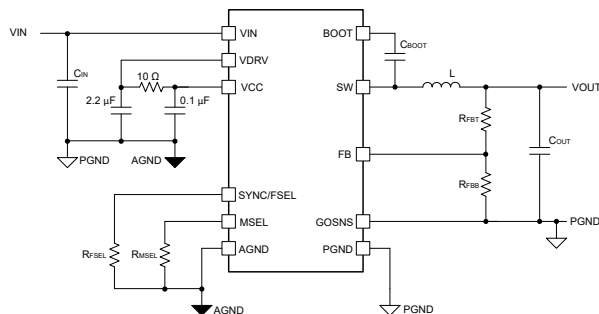 VIN
VIN
BOOT
CBOOT
VDRV
CIN
10 Ω
VCC
SW
L
VOUT
2.2 µF
0.1 µF
RFBT
COUT
FB
PGND
AGND
RFBB
SYNC/FSEL
MSEL
GOSNS
PGND
RFSEL
RMSEL
AGND
PGND
AGND
PGND